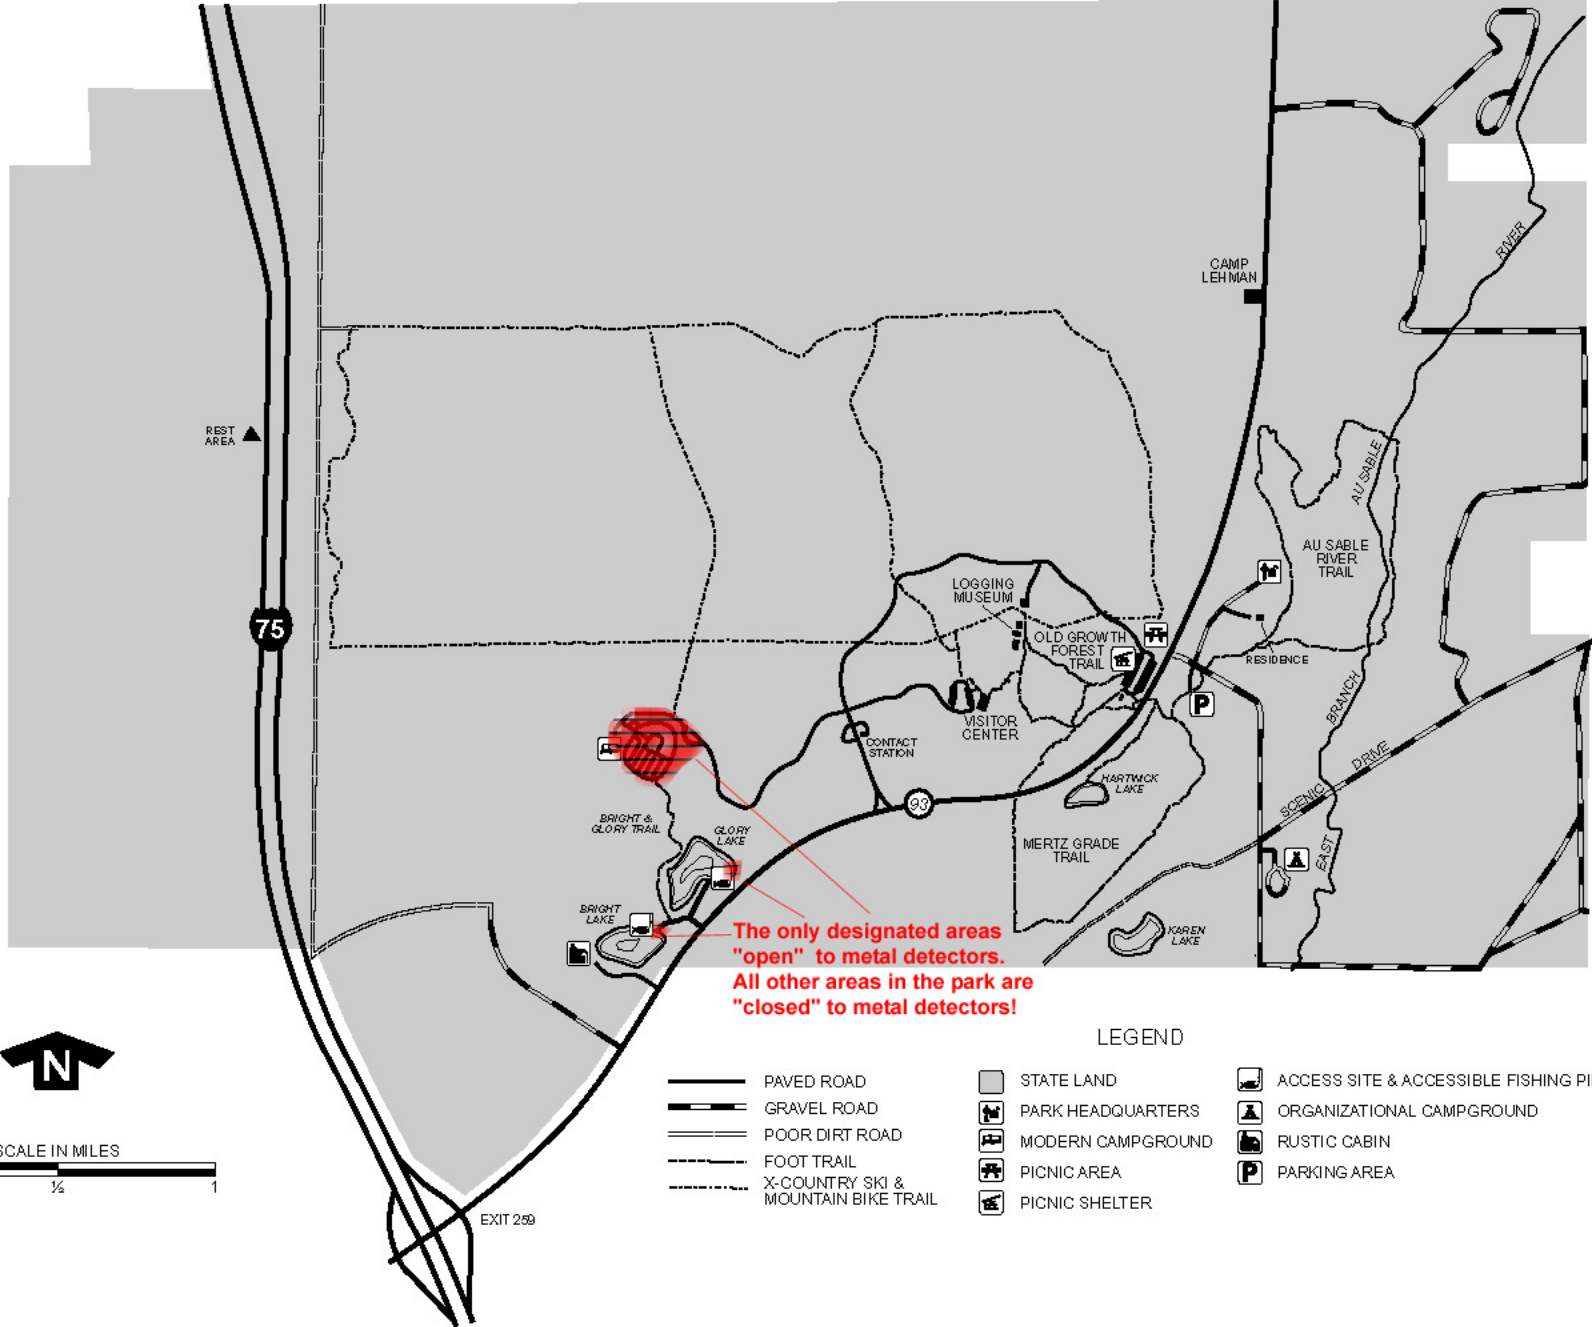 CAMP
LEHMAN
RIVER
REST
AREA
AU SABLE
AU SABLE
RIVER
TRAIL
LOGGING
MUSEUM
75
OLD GROWTH
FOREST
TRAIL
RESIDENCE
P
BRANCH
VISITOR
CENTER
CONTACT
STATION
DRIVE
SCENIC
HARTWICK
LAKE
93
BRIGHT &
GLORY TRAIL
GLORY
LAKE
MERTZ GRADE
TRAIL
EAST
BRIGHT
LAKE
KAREN
LAKE
The only designated areas
"open" to metal detectors.
All other areas in the park are
"closed" to metal detectors!
N
SCALE IN MILES
½ 1
EXIT 259
LEGEND
PAVED ROAD
GRAVEL ROAD
POOR DIRT ROAD
FOOT TRAIL
X-COUNTRY SKI &
MOUNTAIN BIKE TRAIL
STATE LAND
PARK HEADQUARTERS
MODERN CAMPGROUND
PICNIC AREA
PICNIC SHELTER
ACCESS SITE & ACCESSIBLE FISHING PI
ORGANIZATIONAL CAMPGROUND
RUSTIC CABIN
P PARKING AREA